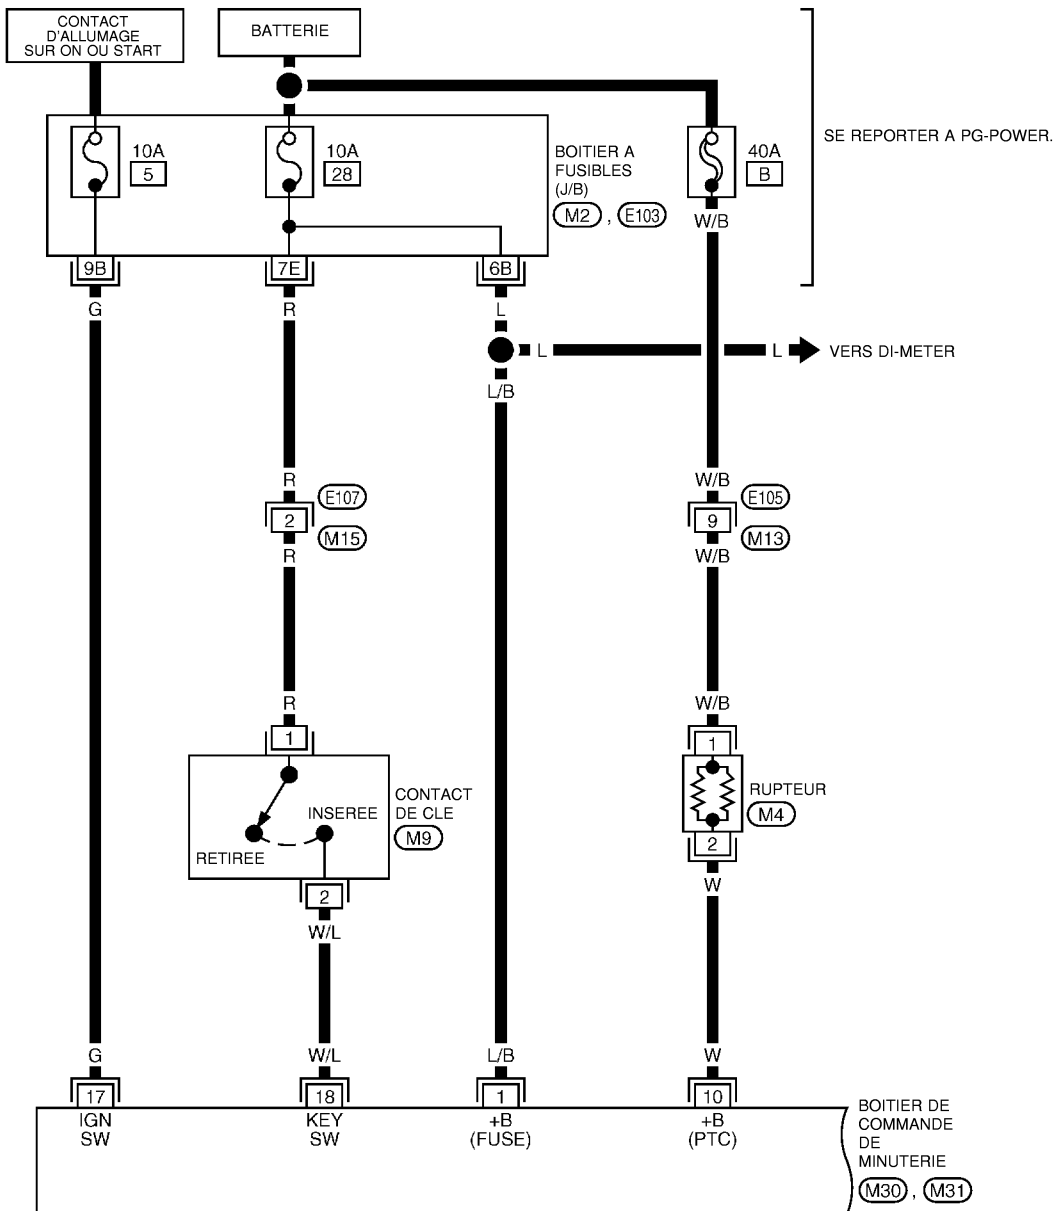 CONTACT
D'ALLUMAGE
SUR ON OU START
BATTERIE
SE REPORTER A PG-POWER.
10A
5
10A
28
BOITIER A
FUSIBLES
(J/B)
M2 , E103
40A
B
W/B
9B
7E
6B
G
R
L
L
L
VERS DI-METER
L/B
R
E107
2
M15
R
W/B
E105
9
M13
W/B
R
1
W/B
1
CONTACT
DE CLE
M9
INSEREE
RETIREE
RUPTEUR
M4
2
2
W/L
W
G
W/L
L/B
W
17
18
1
10
IGN
SW
KEY
SW
+B
(FUSE)
+B
(PTC)
BOITIER DE
COMMANDE
DE
MINUTERIE
M30 , M31